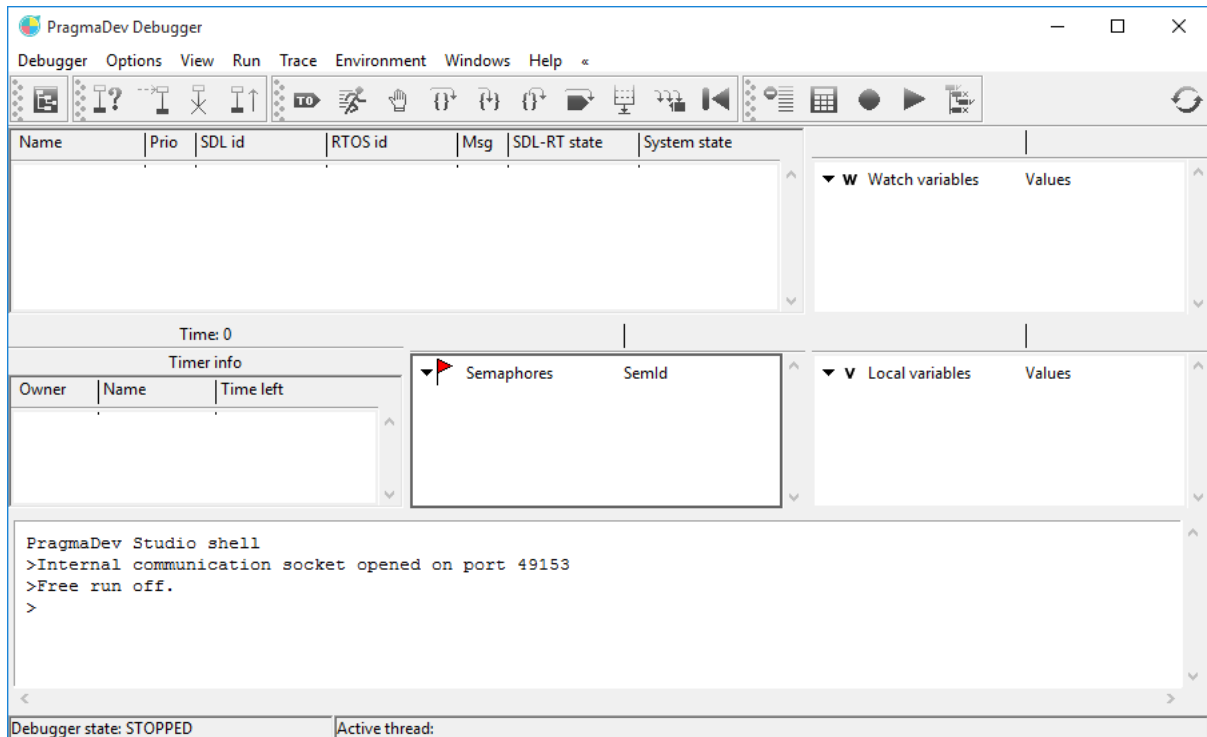 PragmaDev Debugger
Debugger Options View Run Trace Environment Windows Help «
TO
Name Prio SDL id RTOS id Msg SDL-RT state System state
W Watch variables Values
Time: 0
Timer info
Owner Name Time left
Semaphores SemId
V Local variables Values
PragmaDev Studio shell
>Internal communication socket opened on port 49153
>Free run off.
>
Debugger state: STOPPED Active thread: